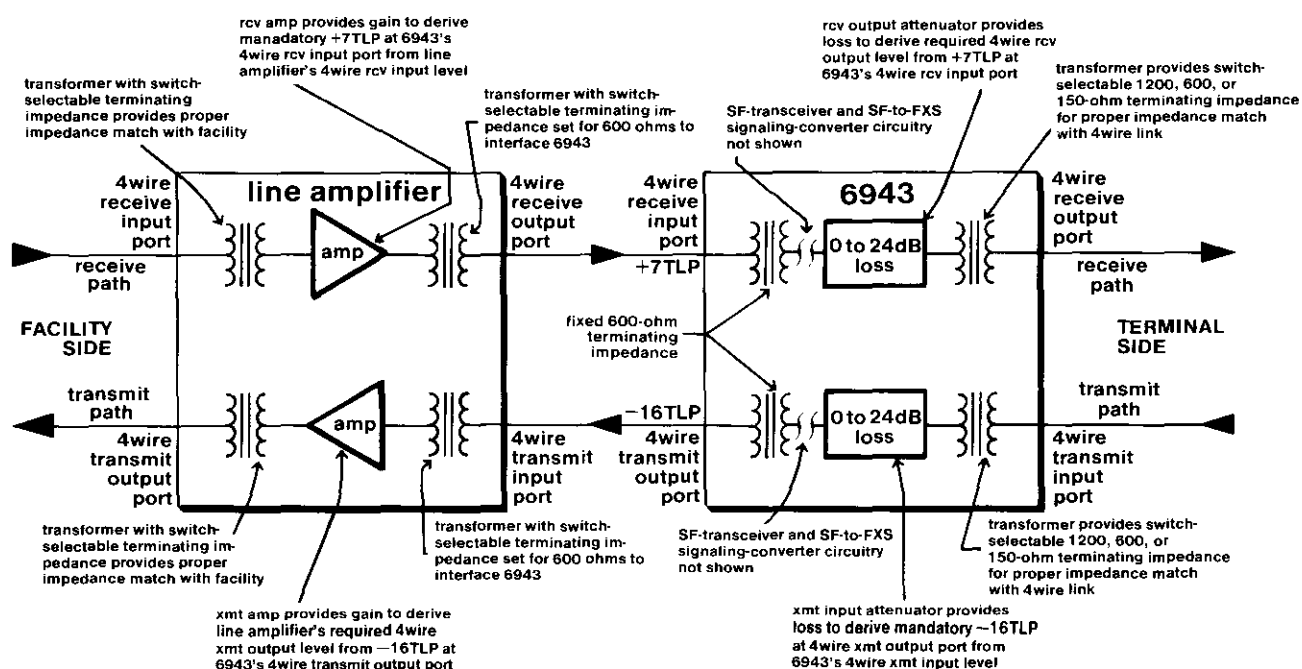 rcv amp provides gain to derive
manadatory +7TLP at 6943's
4wire rcv input port from line
amplifier's 4wire rcv input level
transformer with switch-
selectable terminating
impedance provides proper
impedance match with facility
transformer with switch-
selectable terminating im-
pedance set for 600 ohms to
interface 6943
rcv output attenuator provides
loss to derive required 4wire rcv
output level from +7TLP at
6943's 4wire rcv input port
SF-transceiver and SF-to-FXS
signaling-converter circuitry
not shown
transformer provides switch-
selectable 1200, 600, or
150-ohm terminating impedance
for proper impedance match
with 4wire link
4wire
receive
input
port
line amplifier
4wire
receive
output
port
4wire
receive
input
port
6943
4wire
receive
output
port
amp
0 to 24dB
loss
receive
path
+7TLP
receive
path
FACILITY
SIDE
fixed 600-ohm
terminating
impedance
TERMINAL
SIDE
transmit
path
amp
−16TLP
0 to 24dB
loss
transmit
path
4wire
transmit
output
port
4wire
transmit
input
port
4wire
transmit
output
port
4wire
transmit
input
port
transformer with switch-
selectable terminating im-
pedance provides proper
impedance match with facility
transformer with switch-
selectable terminating im-
pedance set for 600 ohms to
interface 6943
SF-transceiver and SF-to-FXS
signaling-converter circuitry
not shown
transformer provides switch-
selectable 1200, 600, or
150-ohm terminating impedance
for proper impedance match
with 4wire link
xmt amp provides gain to derive
line amplifier's required 4wire
xmt output level from −16TLP at
6943's 4wire transmit output port
xmt input attenuator provides
loss to derive mandatory −16TLP
at 4wire xmt output port from
6943's 4wire xmt input level